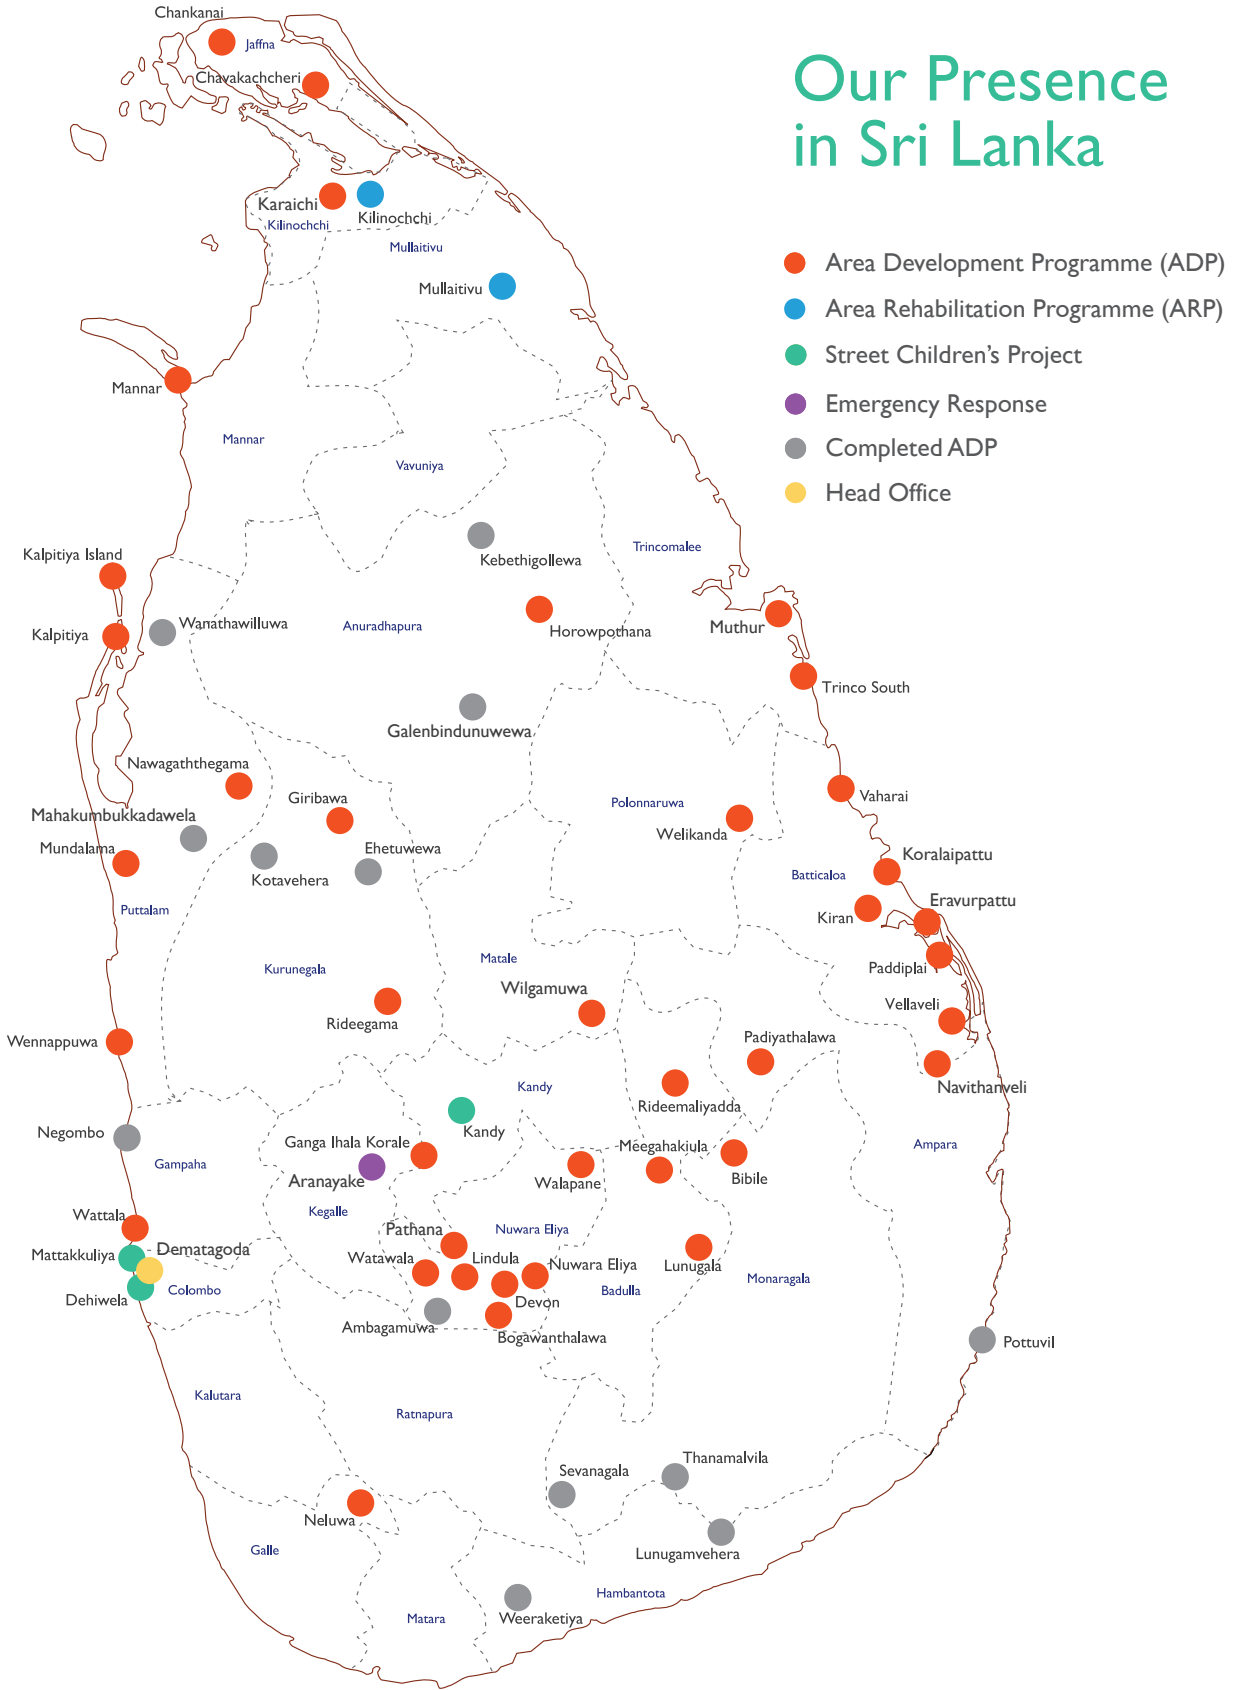 Our Presence
in Sri Lanka
Area Development Programme (ADP)
Area Rehabilitation Programme (ARP)
Street Children's Project
Emergency Response
Completed ADP
Head Office
Chankanai
Jaffna
Chavakachcheri
Karaichi
Kilinochchi
Kilinochchi
Mullaitivu
Mullaitivu
Mannar
Mannar
Vavuniya
Kebethigollewa
Trincomalee
Kalpitiya Island
Kalpitiya
Wanathawilluwa
Anuradhapura
Horowpothana
Muthur
Trinco South
Galenbindunuwewa
Nawagaththegama
Giribawa
Vaharai
Polonnaruwa
Welikanda
Mahakumbukkadawela
Mundalama
Ehetuwewa
Kotavehera
Koralaipattu
Batticaloa
Eravurpattu
Kiran
Puttalam
Kurunegala
Matale
Paddiplai
Wilgamuwa
Vellaveli
Rideegama
Wennappuwa
Padiyathalawa
Kandy
Navithanveli
Rideemaliyadda
Negombo
Kandy
Ganga Ihala Korale
Meegahakiula
Ampara
Gampaha
Aranayake
Walapane
Bibile
Kegalle
Wattala
Pathana
Nuwara Eliya
Mattakkuliya
Dematagoda
Watawala
Lindula
Nuwara Eliya
Lunugala
Monaragala
Colombo
Dehiwela
Badulla
Devon
Ambagamuwa
Bogawanthalawa
Pottuvil
Kalutara
Ratnapura
Thanamalvila
Sevanagala
Neluwa
Galle
Lunugamvehera
Hambantota
Matara
Weeraketiya